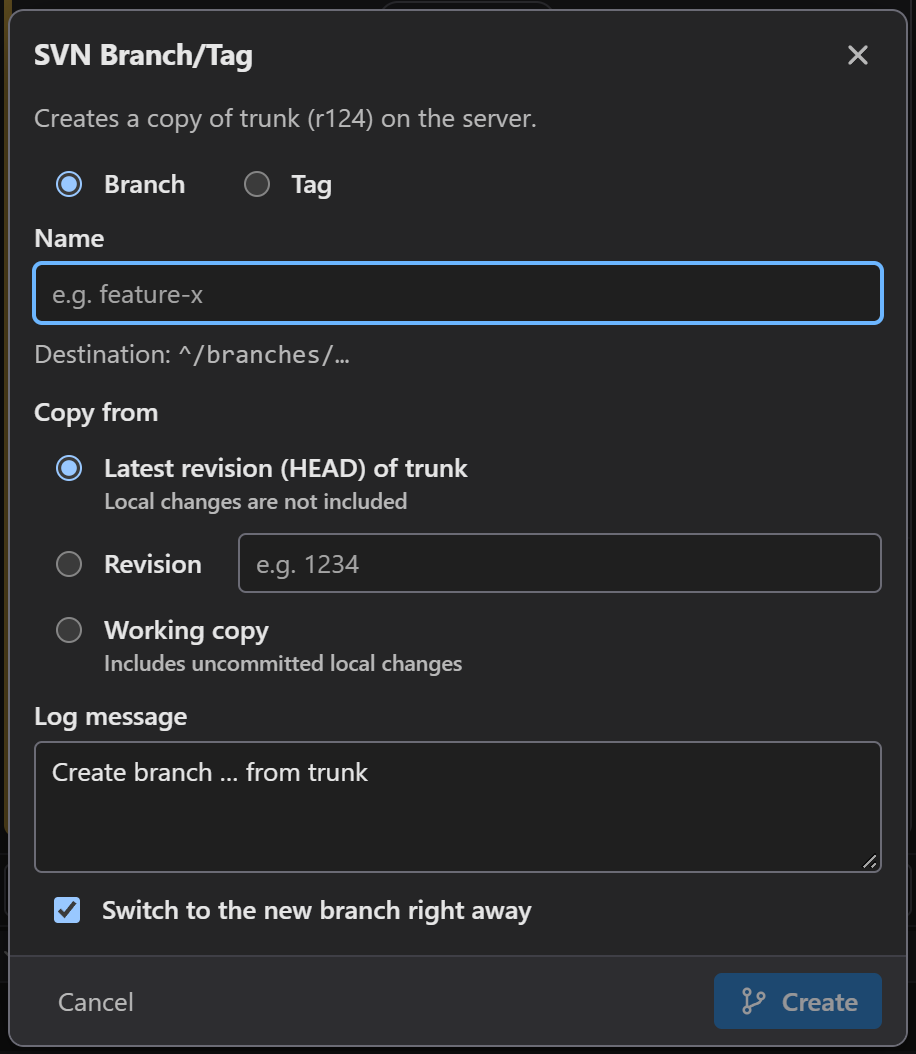 SVN Branch/Tag
Creates a copy of trunk (r124) on the server.
Branch
Tag
Name
e.g. feature-x
Destination: ^/branches/…
Copy from
Latest revision (HEAD) of trunk
Local changes are not included
Revision
e.g. 1234
Working copy
Includes uncommitted local changes
Log message
Create branch … from trunk
Switch to the new branch right away
Cancel
Create